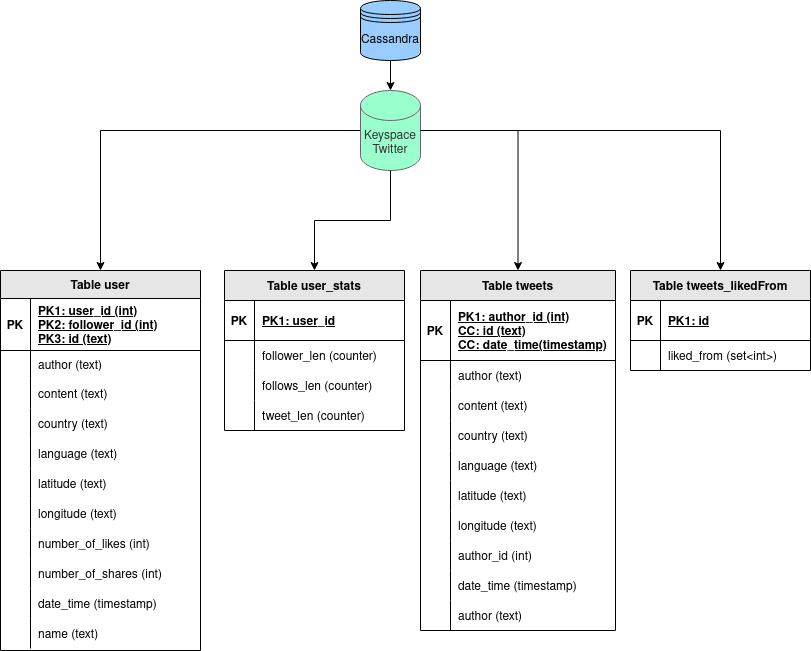 Cassandra
Keyspace
Twitter
Table user
PK
PK1: user_id (int)
PK2: follower_id (int)
PK3: id (text)
author (text)
content (text)
country (text)
language (text)
latitude (text)
longitude (text)
number_of_likes (int)
number_of_shares (int)
date_time (timestamp)
name (text)
Table user_stats
PK
PK1: user_id
follower_len (counter)
follows_len (counter)
tweet_len (counter)
Table tweets
PK
PK1: author_id (int)
CC: id (text)
CC: date_time(timestamp)
author (text)
content (text)
country (text)
language (text)
latitude (text)
longitude (text)
author_id (int)
date_time (timestamp)
author (text)
Table tweets_likedFrom
PK
PK1: id
liked_from (set<int>)